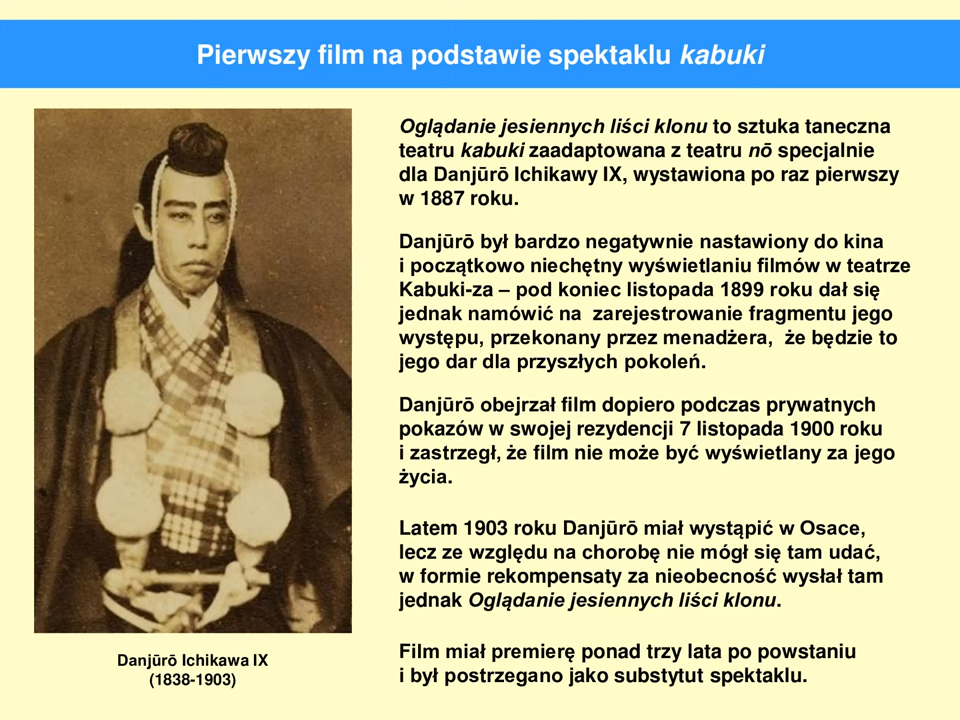 Pierwszy film na podstawie spektaklu kabuki
Oglądanie jesiennych liści klonu to sztuka taneczna
teatru kabuki zaadaptowana z teatru nō specjalnie
dla Danjūrō Ichikawy IX, wystawiona po raz pierwszy
w 1887 roku.
Danjūrō był bardzo negatywnie nastawiony do kina
i początkowo niechętny wyświetlaniu filmów w teatrze
Kabuki-za – pod koniec listopada 1899 roku dał się
jednak namówić na  zarejestrowanie fragmentu jego
występu, przekonany przez menadżera,  że będzie to
jego dar dla przyszłych pokoleń.
Danjūrō obejrzał film dopiero podczas prywatnych
pokazów w swojej rezydencji 7 listopada 1900 roku
i zastrzegł, że film nie może być wyświetlany za jego
życia.
Latem 1903 roku Danjūrō miał wystąpić w Osace,
lecz ze względu na chorobę nie mógł się tam udać,
w formie rekompensaty za nieobecność wysłał tam
jednak Oglądanie jesiennych liści klonu.
Film miał premierę ponad trzy lata po powstaniu
i był postrzegano jako substytut spektaklu.
Danjūrō Ichikawa IX
(1838-1903)